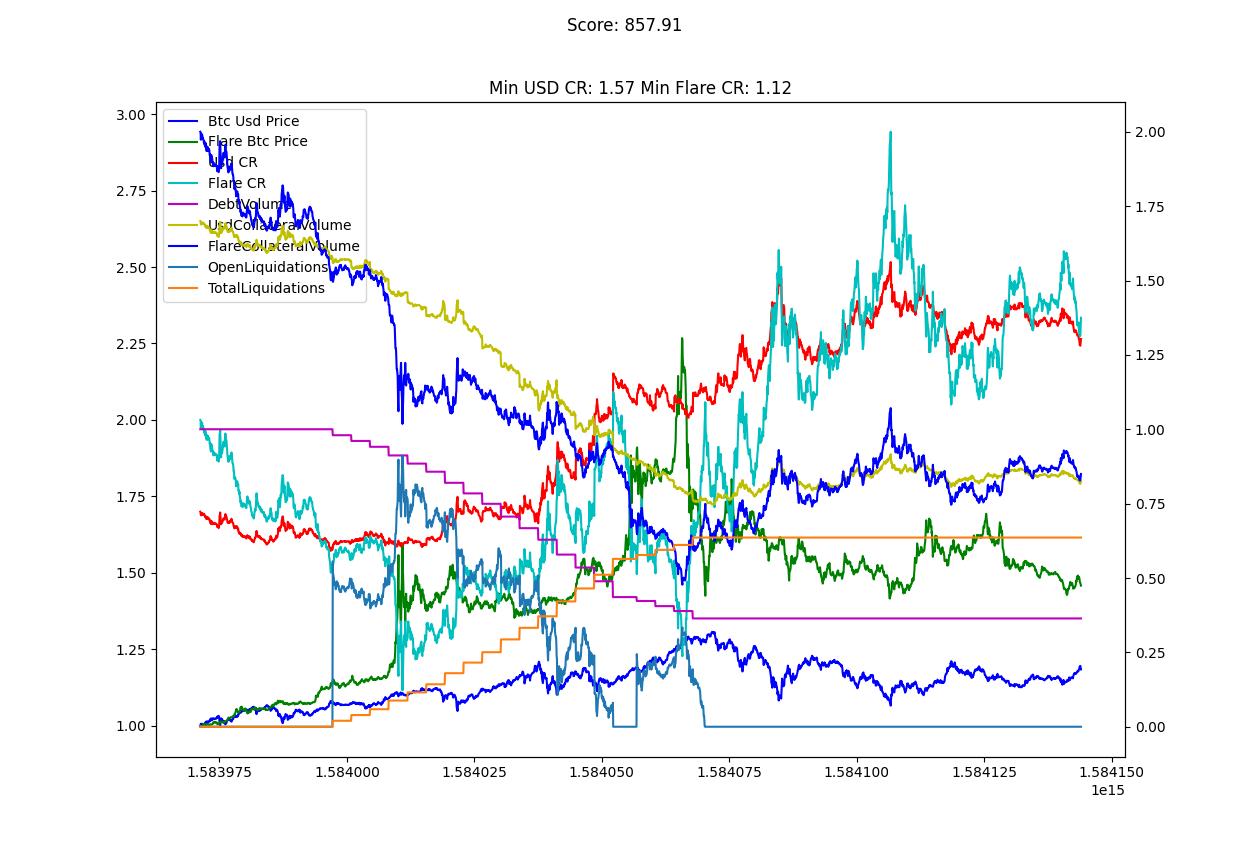 Score: 857.91
Min USD CR: 1.57 Min Flare CR: 1.12
Btc Usd Price
Flare Btc Price
Usd CR
Flare CR
DebtVolume
UsdCollateralVolume
FlareCollateralVolume
OpenLiquidations
TotalLiquidations
3.00
2.75
2.50
2.25
2.00
1.75
1.50
1.25
1.00
2.00
1.75
1.50
1.25
1.00
0.75
0.50
0.25
0.00
1.583975 1.584000 1.584025 1.584050 1.584075 1.584100 1.584125 1.584150
1e15